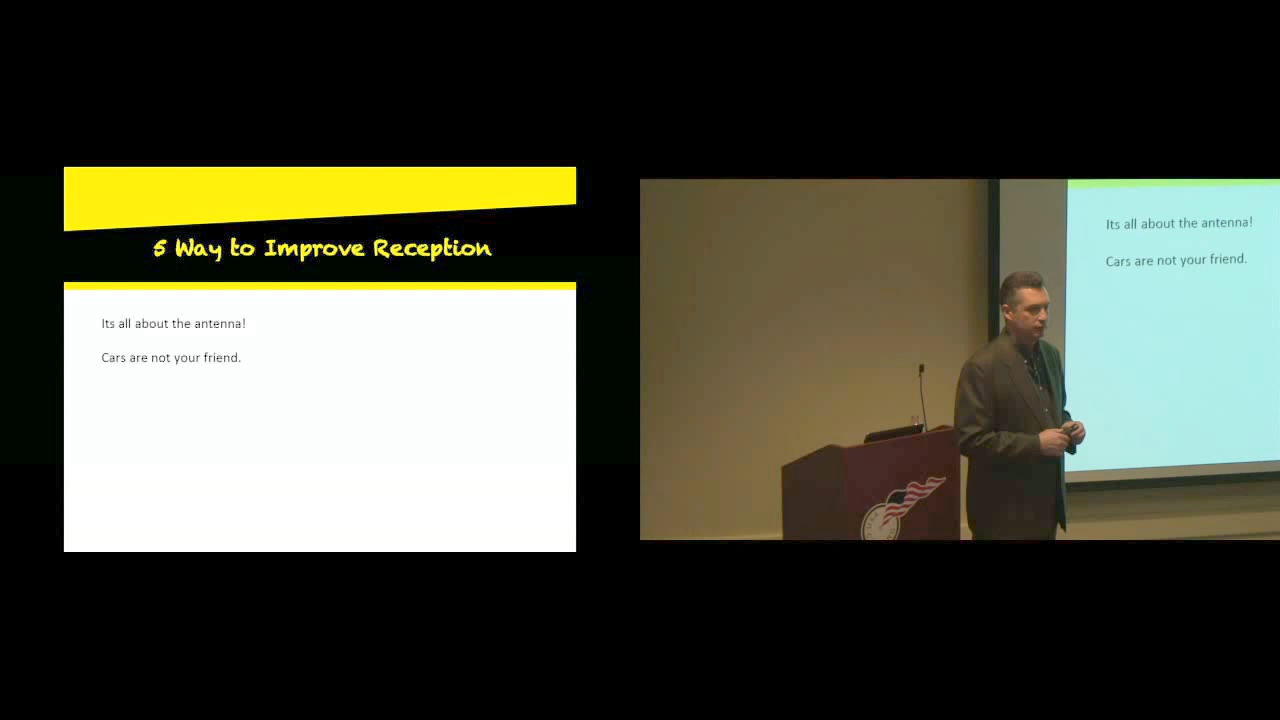 5 Way to Improve Reception
Its all about the antenna!
Cars are not your friend.
Its all about the antenna!
Cars are not your friend.
USA